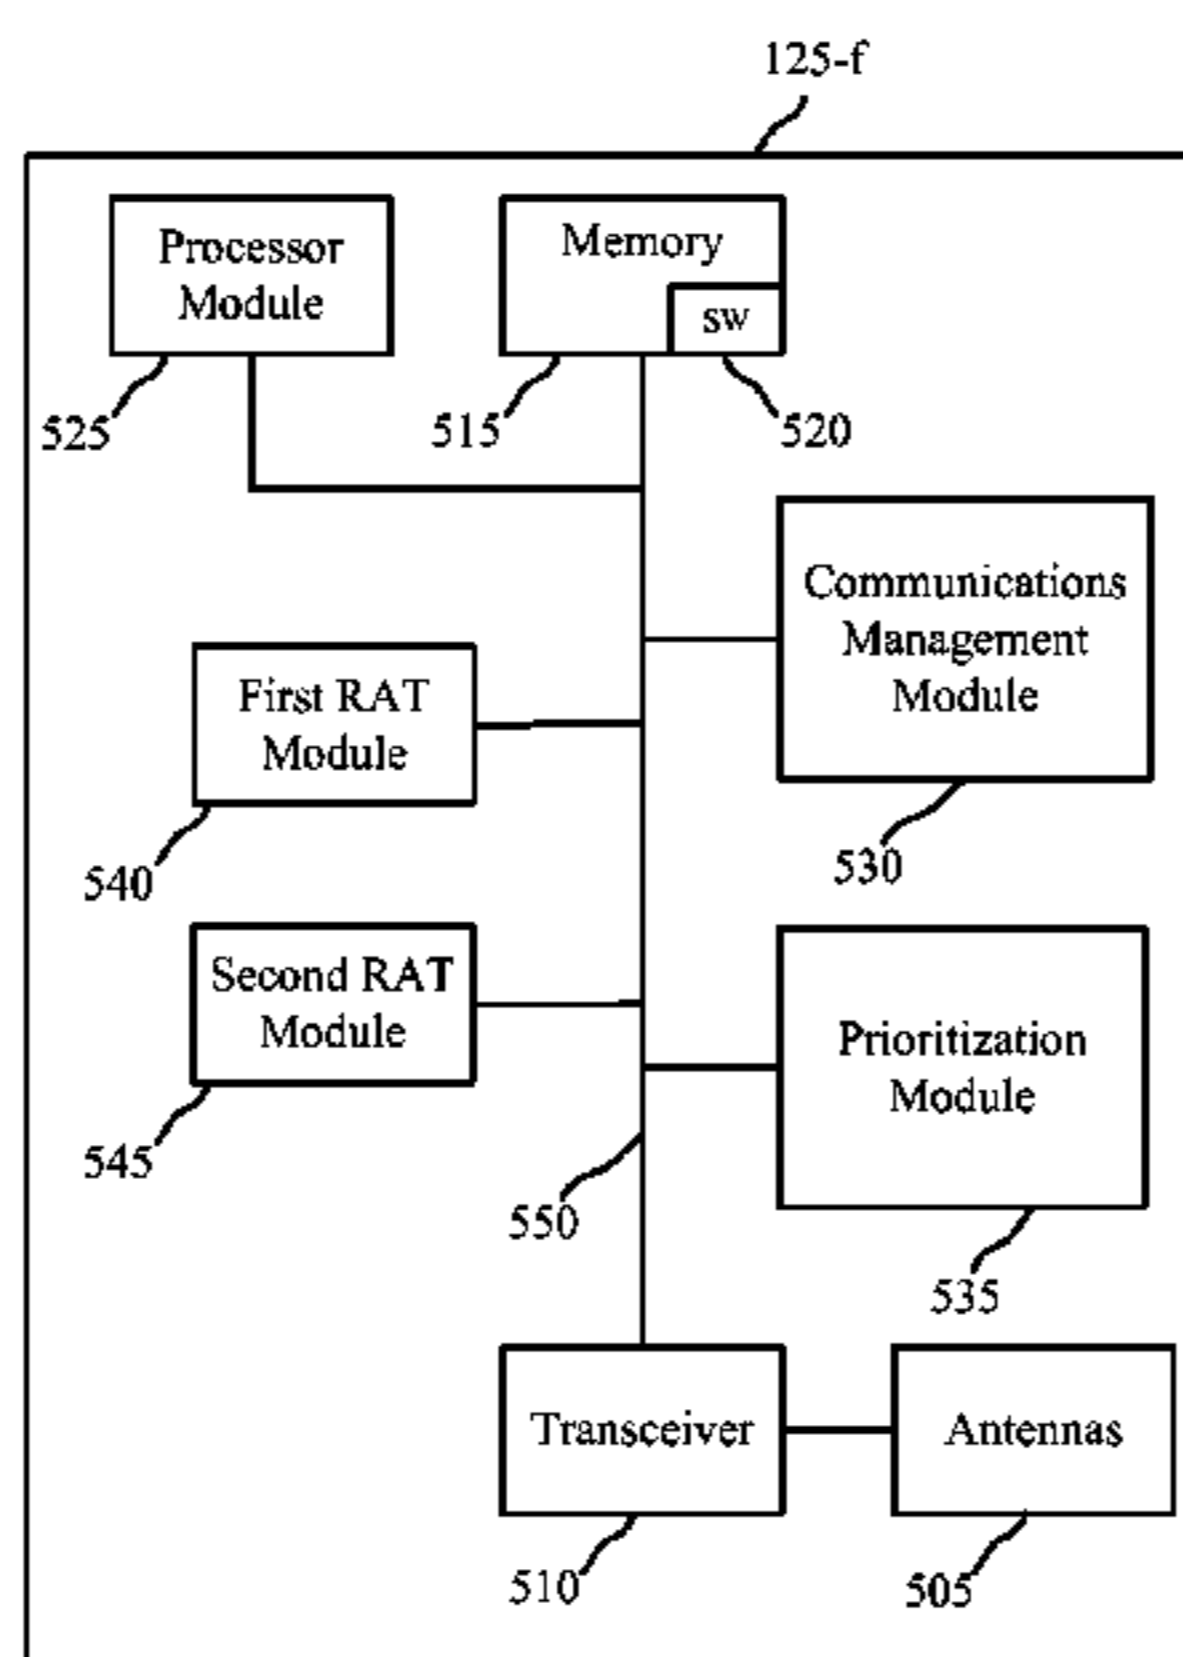 125-f
Processor
Module
525
Memory
SW
515
520
Communications
Management
Module
530
First RAT
Module
540
Second RAT
Module
545
550
Prioritization
Module
535
Transceiver
510
Antennas
505